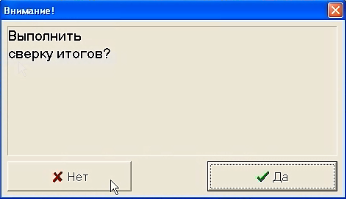 Внимание!
Выполнить
сверку итогов?
Нет
Да